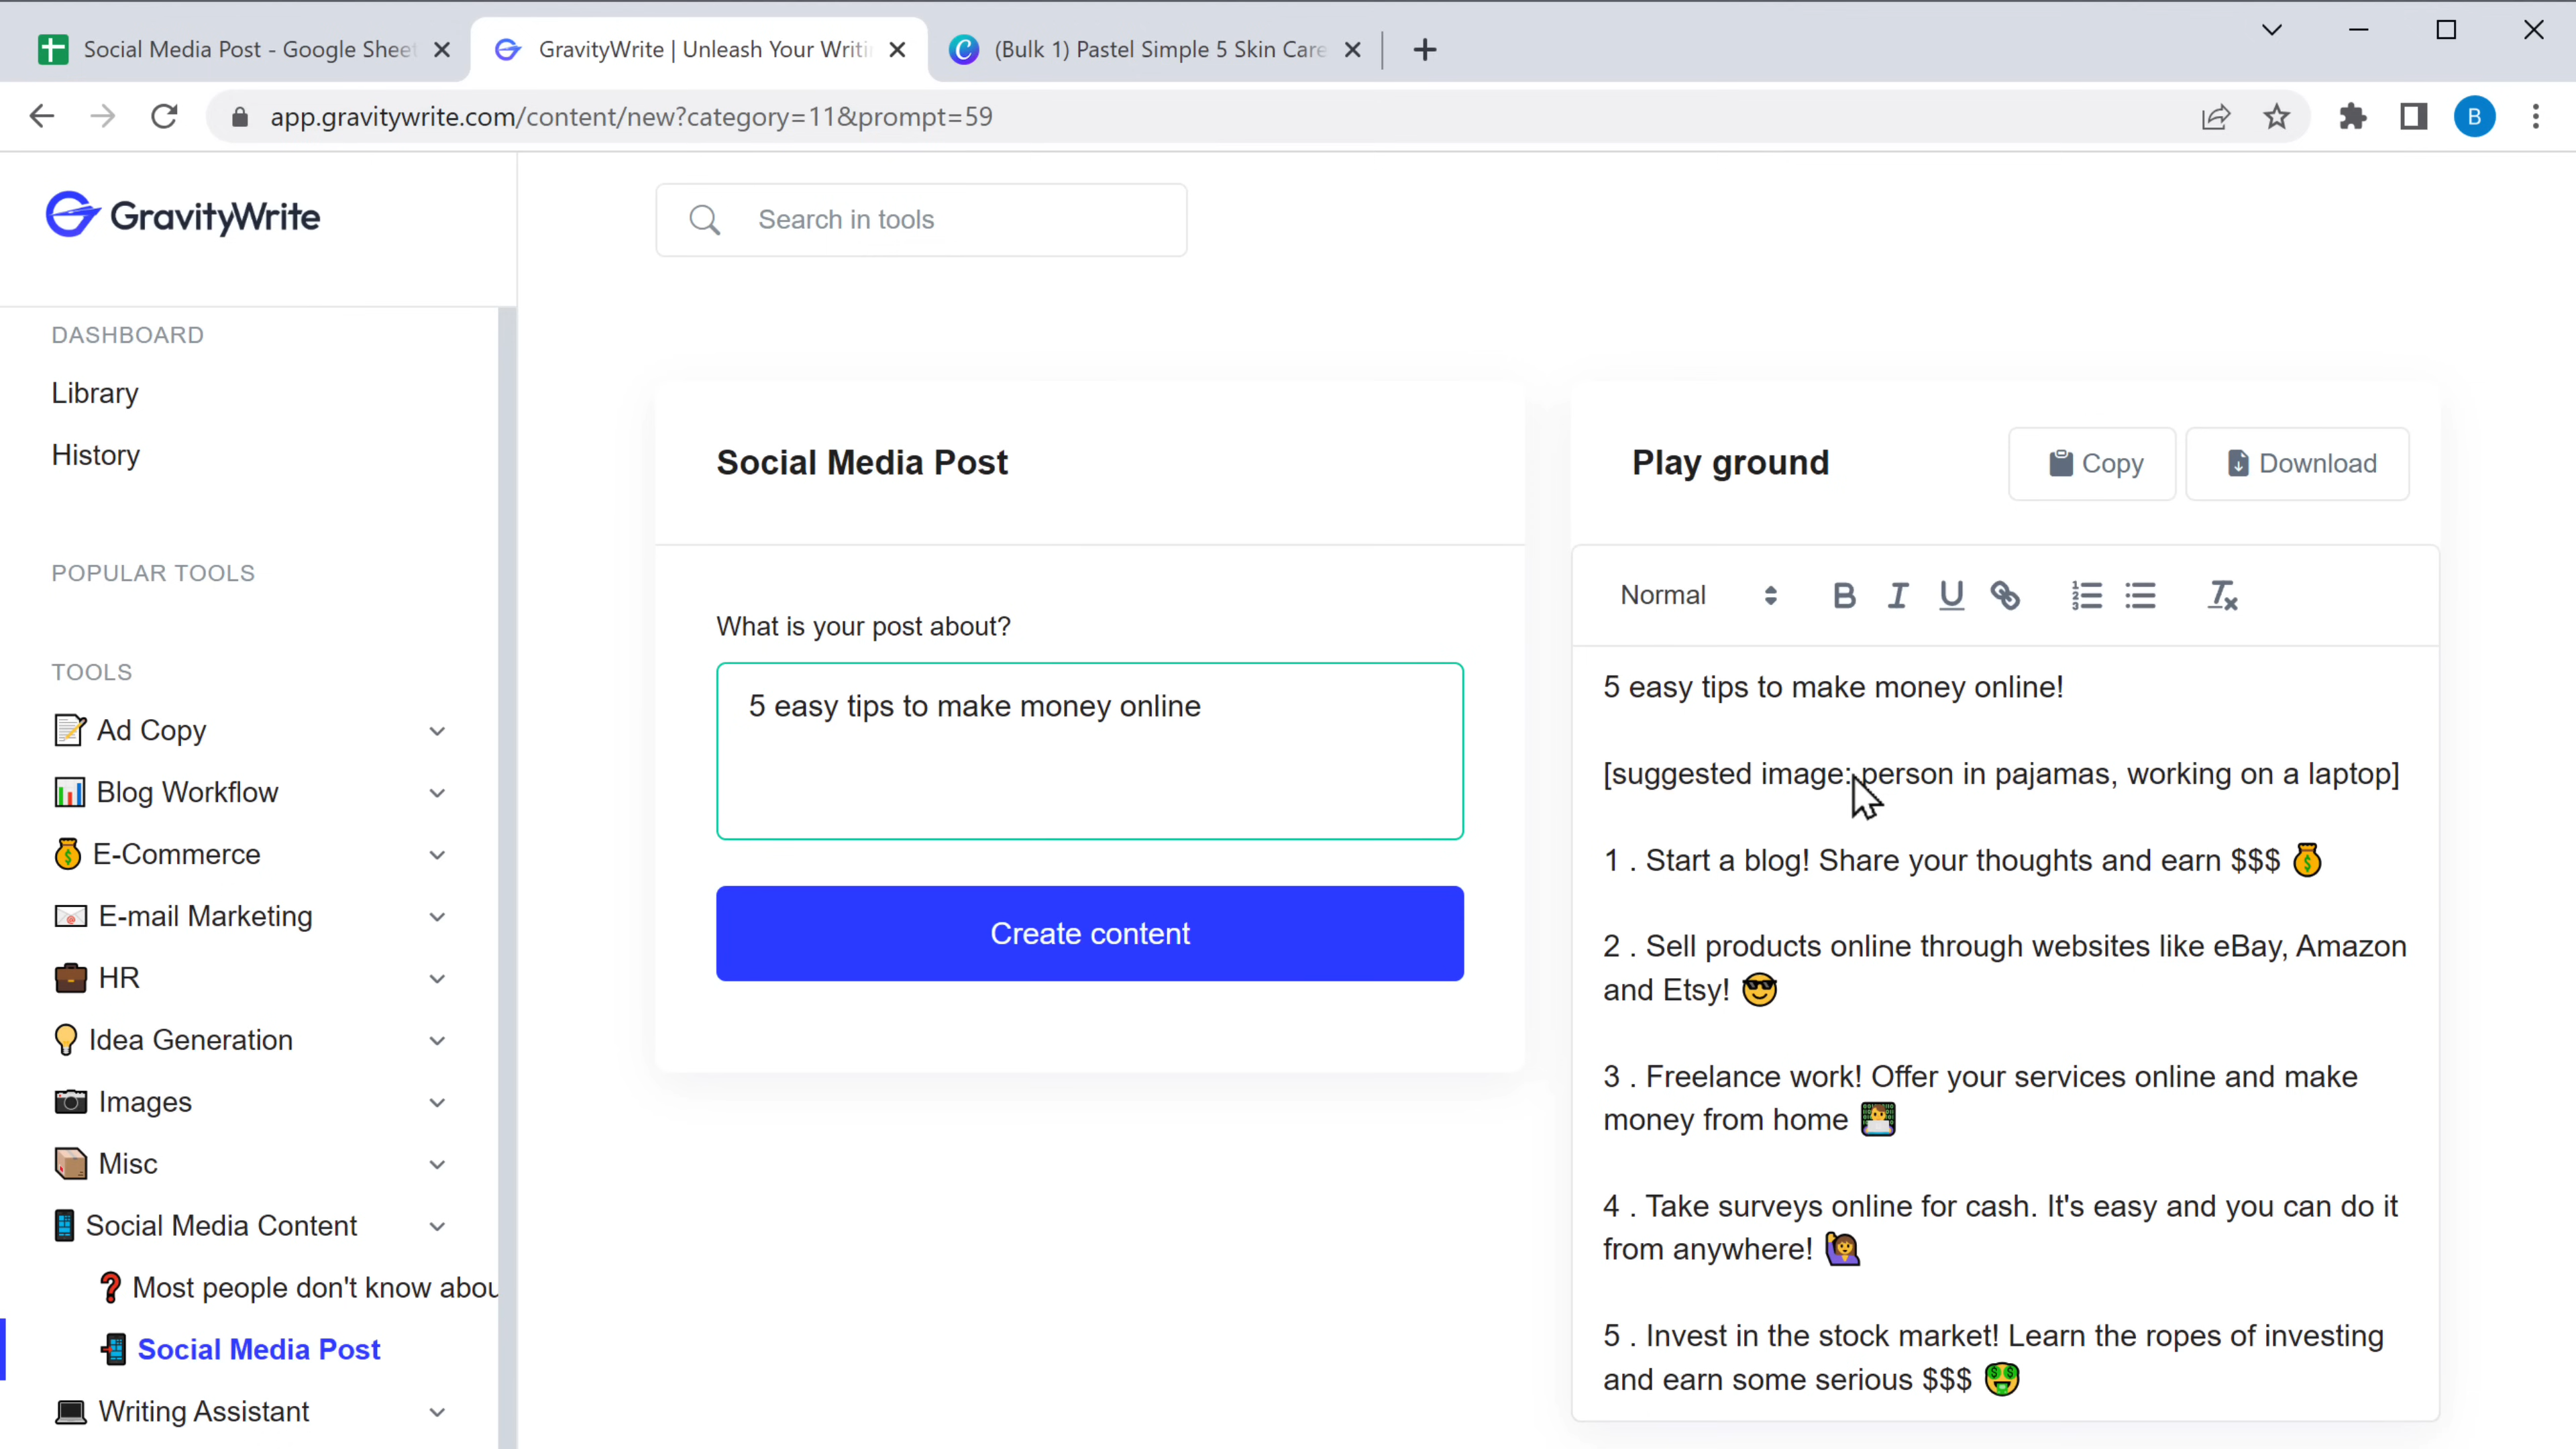 Social Media Post - Google Sheet
GravityWrite | Unleash Your Writi
(Bulk 1) Pastel Simple 5 Skin Care
app.gravitywrite.com/content/new?category=11&prompt=59
B
GravityWrite
Search in tools
DASHBOARD
Library
History
POPULAR TOOLS
TOOLS
Ad Copy
Blog Workflow
E-Commerce
E-mail Marketing
HR
Idea Generation
Images
Misc
Social Media Content
Most people don't know abou
Social Media Post
Writing Assistant
Social Media Post
What is your post about?
5 easy tips to make money online
Create content
Play ground
Copy
Download
Normal
5 easy tips to make money online!
[suggested image: person in pajamas, working on a laptop]
1 . Start a blog! Share your thoughts and earn $$$ 💰
2 . Sell products online through websites like eBay, Amazon
and Etsy! 😎
3 . Freelance work! Offer your services online and make
money from home 👨‍💻
4 . Take surveys online for cash. It's easy and you can do it
from anywhere! 🙋
5 . Invest in the stock market! Learn the ropes of investing
and earn some serious $$$ 🤑